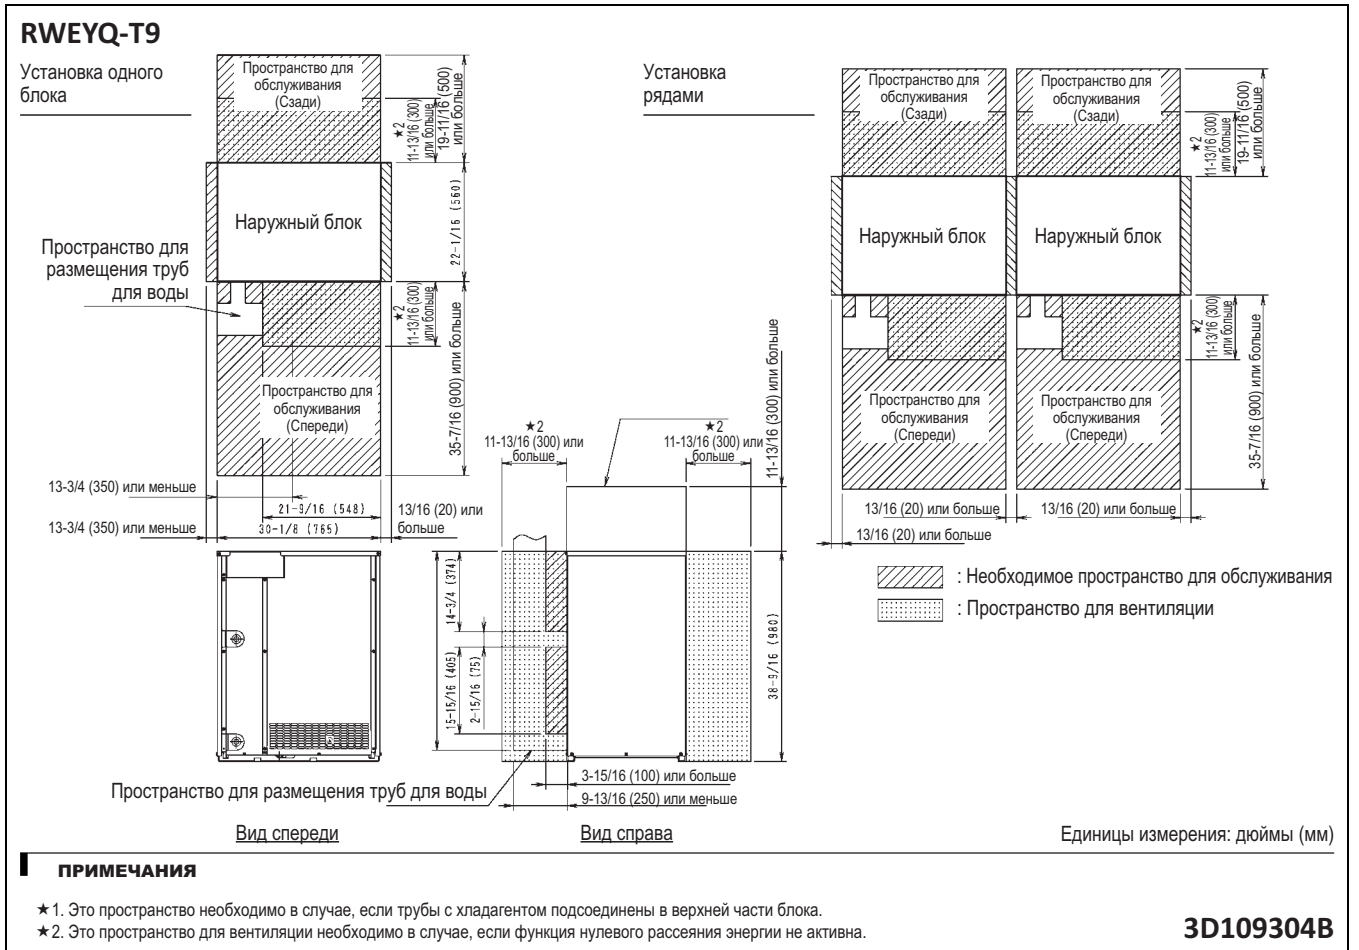 RWEYQ-T9
Установка одного
блока
Пространство для
обслуживания
(Сзади)
★2
11-13/16 (300)
или больше
19-11/16 (500)
или больше
Наружный блок
22-1/16 (560)
Пространство для
размещения труб
для воды
★2
11-13/16 (300)
или больше
35-7/16 (900) или больше
Пространство для
обслуживания
(Спереди)
13-3/4 (350) или меньше
21-9/16 (548)
13-3/4 (350) или меньше
30-1/8 (765)
13/16 (20) или
больше
Установка
рядами
Пространство для
обслуживания
(Сзади)
Пространство для
обслуживания
(Сзади)
★2
11-13/16 (300)
или больше
19-11/16 (500)
или больше
Наружный блок
Наружный блок
★2
11-13/16 (300)
или больше
35-7/16 (900) или больше
Пространство для
обслуживания
(Спереди)
Пространство для
обслуживания
(Спереди)
13/16 (20) или больше
13/16 (20) или больше
13/16 (20) или больше
★2
11-13/16 (300) или
больше
★2
11-13/16 (300) или
больше
11-13/16 (300) или больше
14-3/4 (374)
15-15/16 (405)
2-15/16 (75)
38-9/16 (980)
3-15/16 (100) или больше
9-13/16 (250) или меньше
Пространство для размещения труб для воды
Вид спереди
Вид справа
: Необходимое пространство для обслуживания
: Пространство для вентиляции
Единицы измерения: дюймы (мм)
ПРИМЕЧАНИЯ
★1. Это пространство необходимо в случае, если трубы с хладагентом подсоединены в верхней части блока.
★2. Это пространство для вентиляции необходимо в случае, если функция нулевого рассеяния энергии не активна.
3D109304B